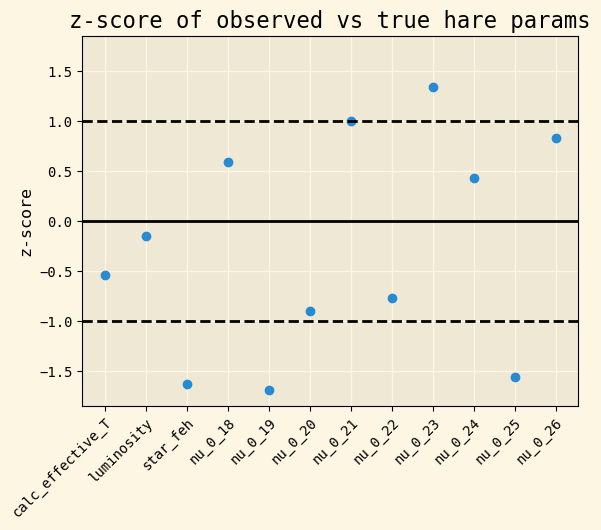 z-score of observed vs true hare params
z-score
1.5
1.0
0.5
0.0
−0.5
−1.0
−1.5
calc_effective_T
luminosity
star_feh
nu_0_18
nu_0_19
nu_0_20
nu_0_21
nu_0_22
nu_0_23
nu_0_24
nu_0_25
nu_0_26